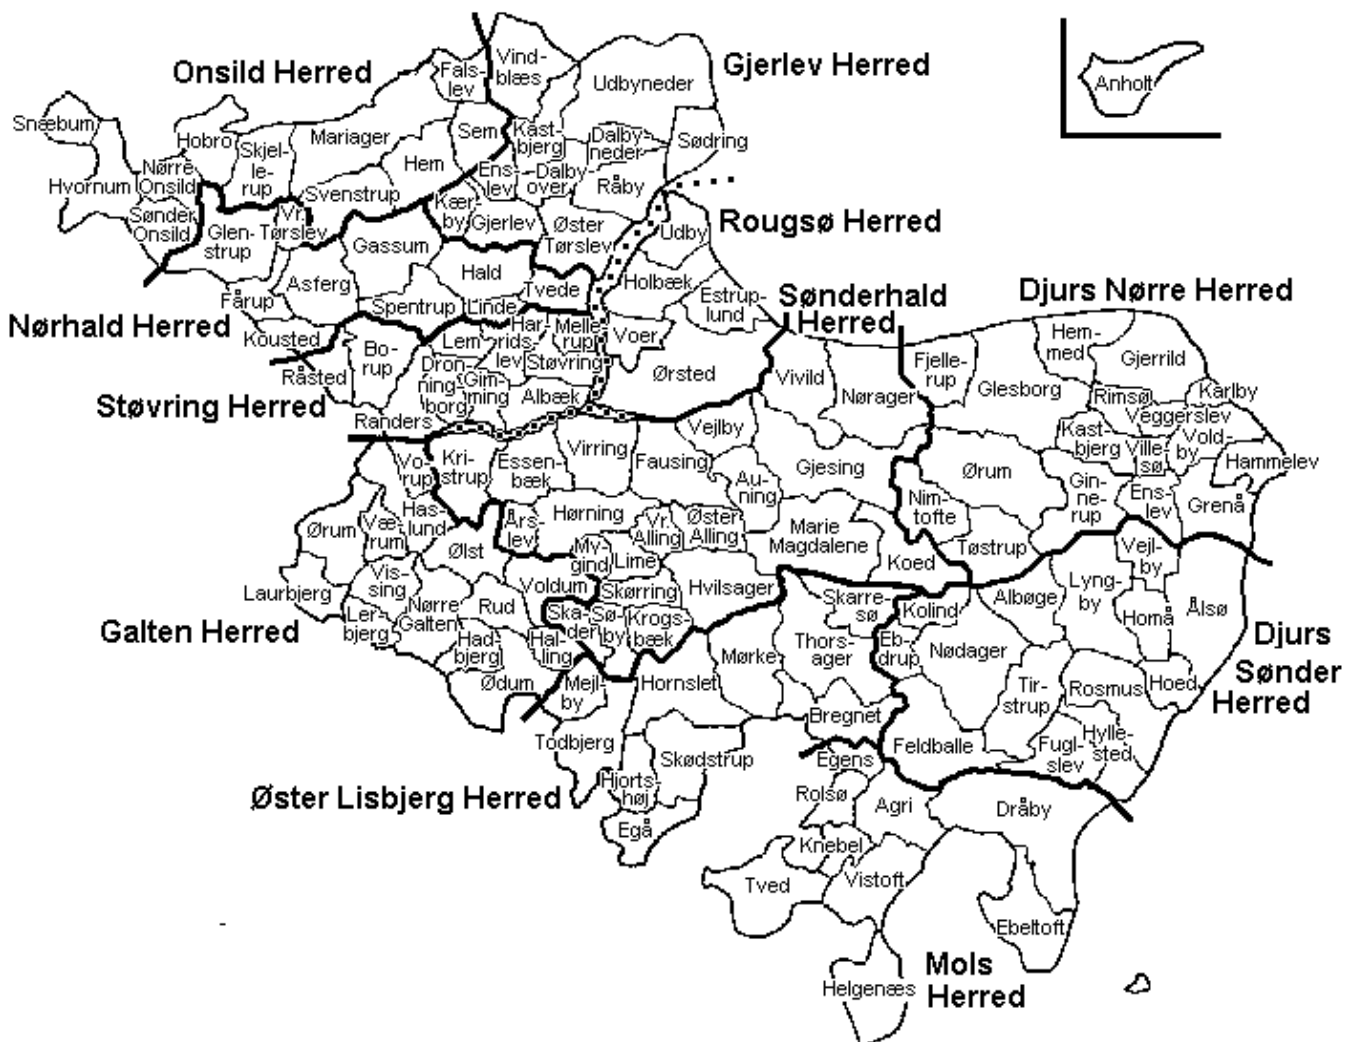 Onsild Herred
Gjerlev Herred
Anholt
Fals-
lev
Vind-
blæs
Udbyneder
Snæbum
Hobro
Skjel-
le-
rup
Mariager
Sem
Kast-
bjerg
Dalby
neder
Sødring
Hvornum
Nørre
Onsild
Hem
Ens-
lev
Dalby
over
Råby
Svenstrup
Sønder
Onsild
Glen-
strup
Vr.
Tørslev
Kær-
by
Gjerlev
Øster
Tørslev
Udby
Rougsø Herred
Gassum
Hald
Tvede
Holbæk
Estrup-
lund
Sønderhald
Herred
Djurs Nørre Herred
Fårup
Asferg
Spentrup
Linde
Nørhald Herred
Kousted
Råsted
Bo-
rup
Lem
Har
rids-
lev
Melle
rup
Støvring
Voer
Ørsted
Vivild
Nørager
Fjelle-
rup
Glesborg
Hem-
med
Gjerrild
Karlby
Rimsø
Veggerslev
Støvring Herred
Randers
Dron-
ning
borg
Gim-
ming
Albæk
Kast-
bjerg
Ville-
sø
Vold-
by
Hammelev
Vejlby
Virring
Fausing
Essen-
bæk
Kri-
strup
Vo-
rup
Au-
ning
Gjesing
Ørum
Nim-
tofte
Gin-
ne-
rup
Ens-
lev
Grenå
Ørum
Væ-
rum
Has-
lund
Ølst
Års-
lev
Hørning
Vr.
Alling
Øster
Alling
Marie
Magdalene
Koed
Tøstrup
Vejl-
by
Laurbjerg
Vis-
sing
Ler-
bjerg
Nørre
Galten
Rud
Voldum
My-
gind
Lime
Skørring
Hvilsager
Skarre-
sø
Kolind
Albøge
Lyng-
by
Homå
Ålsø
Galten Herred
Had-
bjerg
Hal-
ling
Ska-
der
Sø-
by
Krogs-
bæk
Mørke
Thors-
ager
Eb-
drup
Nødager
Djurs
Sønder
Herred
Ødum
Mejl-
by
Hornslet
Bregnet
Tir-
strup
Rosmus
Hoed
Todbjerg
Skødstrup
Egens
Feldballe
Fugl-
slev
Hylle-
sted
Øster Lisbjerg Herred
Hjorts-
høj
Egå
Rolsø
Agri
Dråby
Knebel
Tved
Vistoft
Ebeltoft
Helgenæs
Mols
Herred